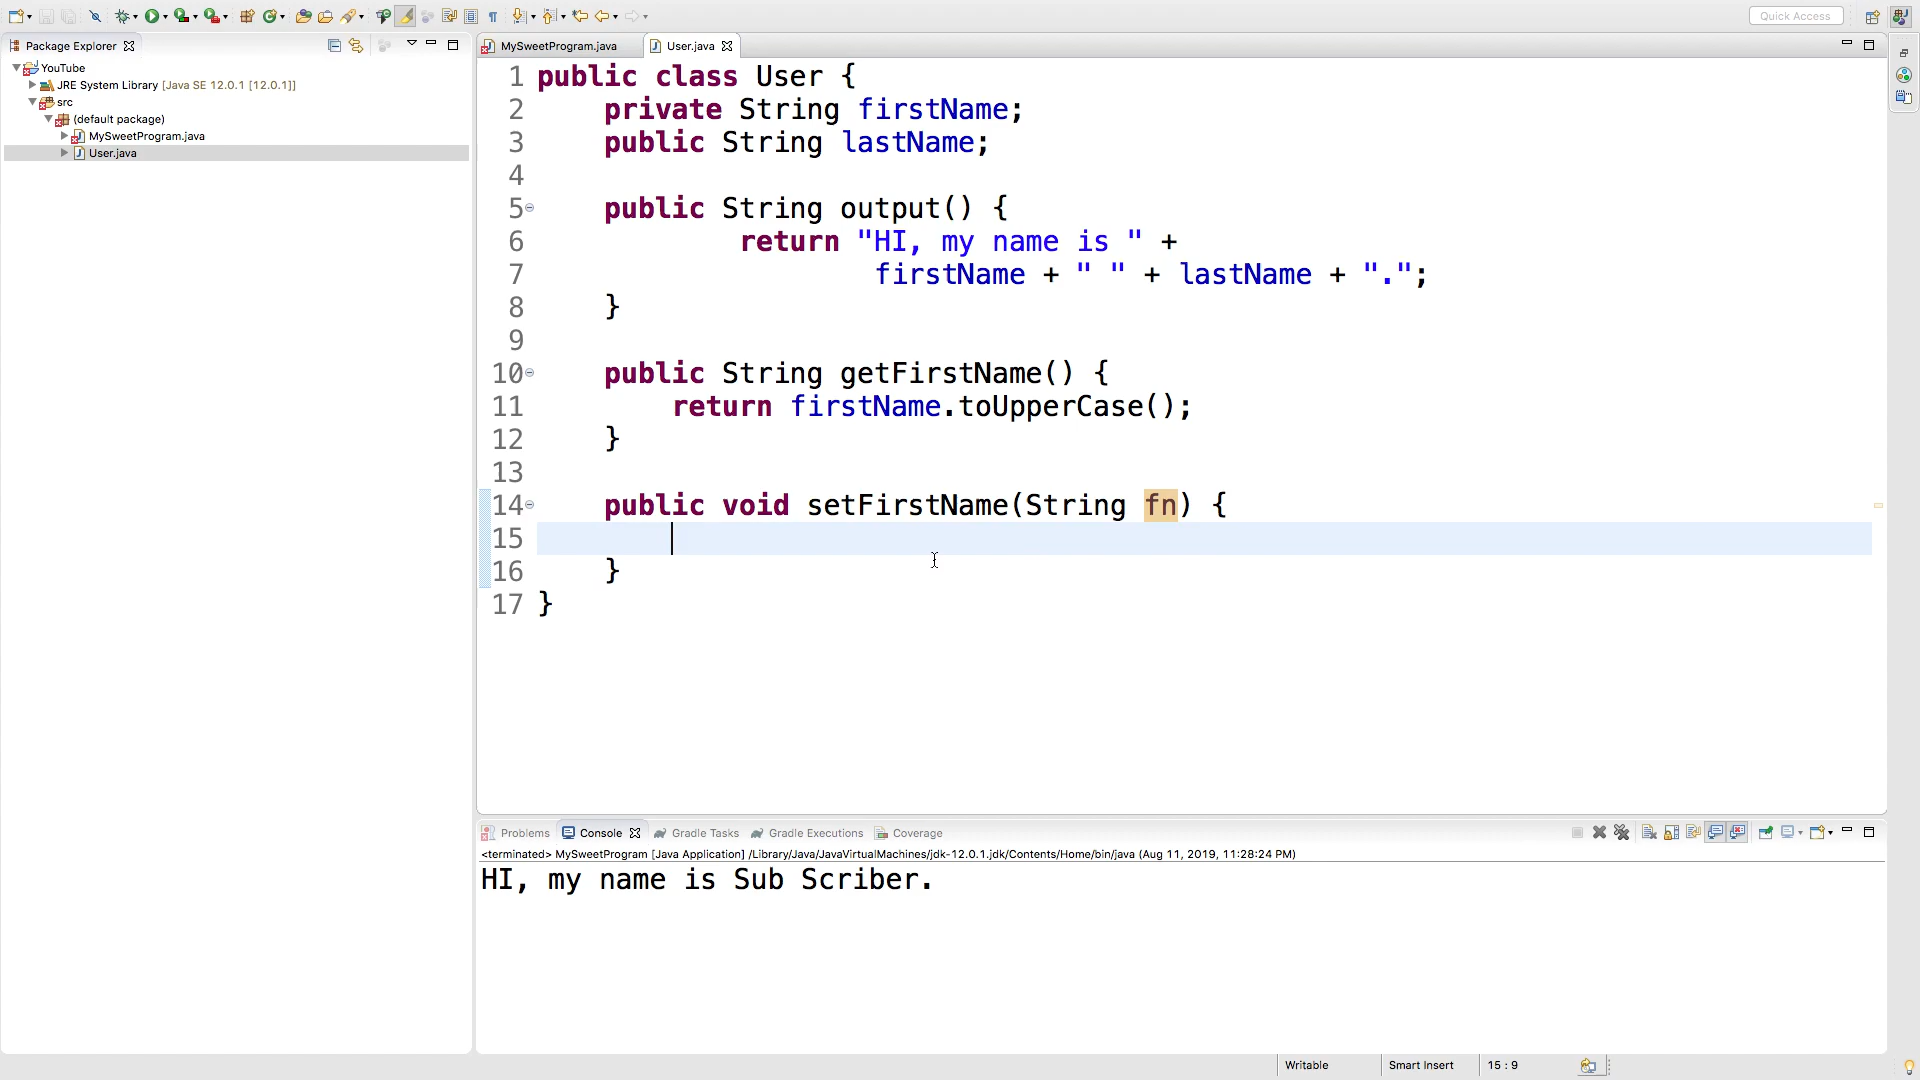 Quick Access
Package Explorer
YouTube
JRE System Library [Java SE 12.0.1 [12.0.1]]
src
(default package)
MySweetProgram.java
User.java
MySweetProgram.java
User.java
1 public class User {
2 private String firstName;
3 public String lastName;
4
5 public String output() {
6 return "HI, my name is " +
7 firstName + " " + lastName + ".";
8 }
9
10 public String getFirstName() {
11 return firstName.toUpperCase();
12 }
13
14 public void setFirstName(String fn) {
15
16 }
17 }
Problems
Console
Gradle Tasks
Gradle Executions
Coverage
<terminated> MySweetProgram [Java Application] /Library/Java/JavaVirtualMachines/jdk-12.0.1.jdk/Contents/Home/bin/java (Aug 11, 2019, 11:28:24 PM)
HI, my name is Sub Scriber.
Writable
Smart Insert
15 : 9